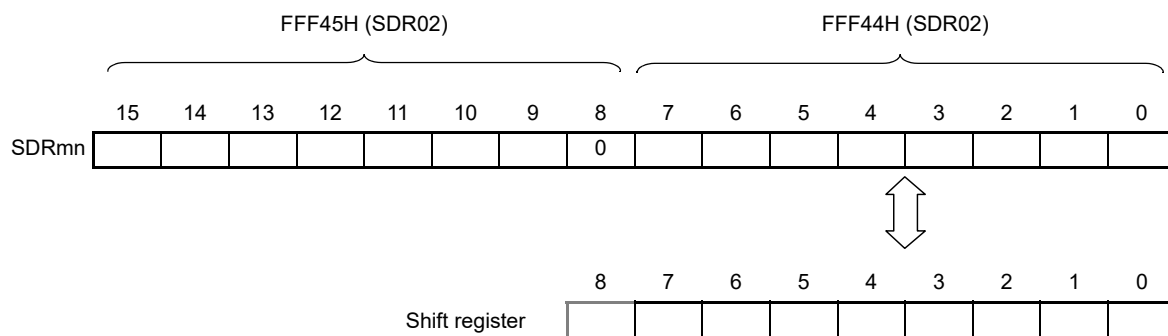 FFF45H (SDR02) FFF44H (SDR02)
15 14 13 12 11 10 9 8 7 6 5 4 3 2 1 0
SDRmn 0
8 7 6 5 4 3 2 1 0
Shift register